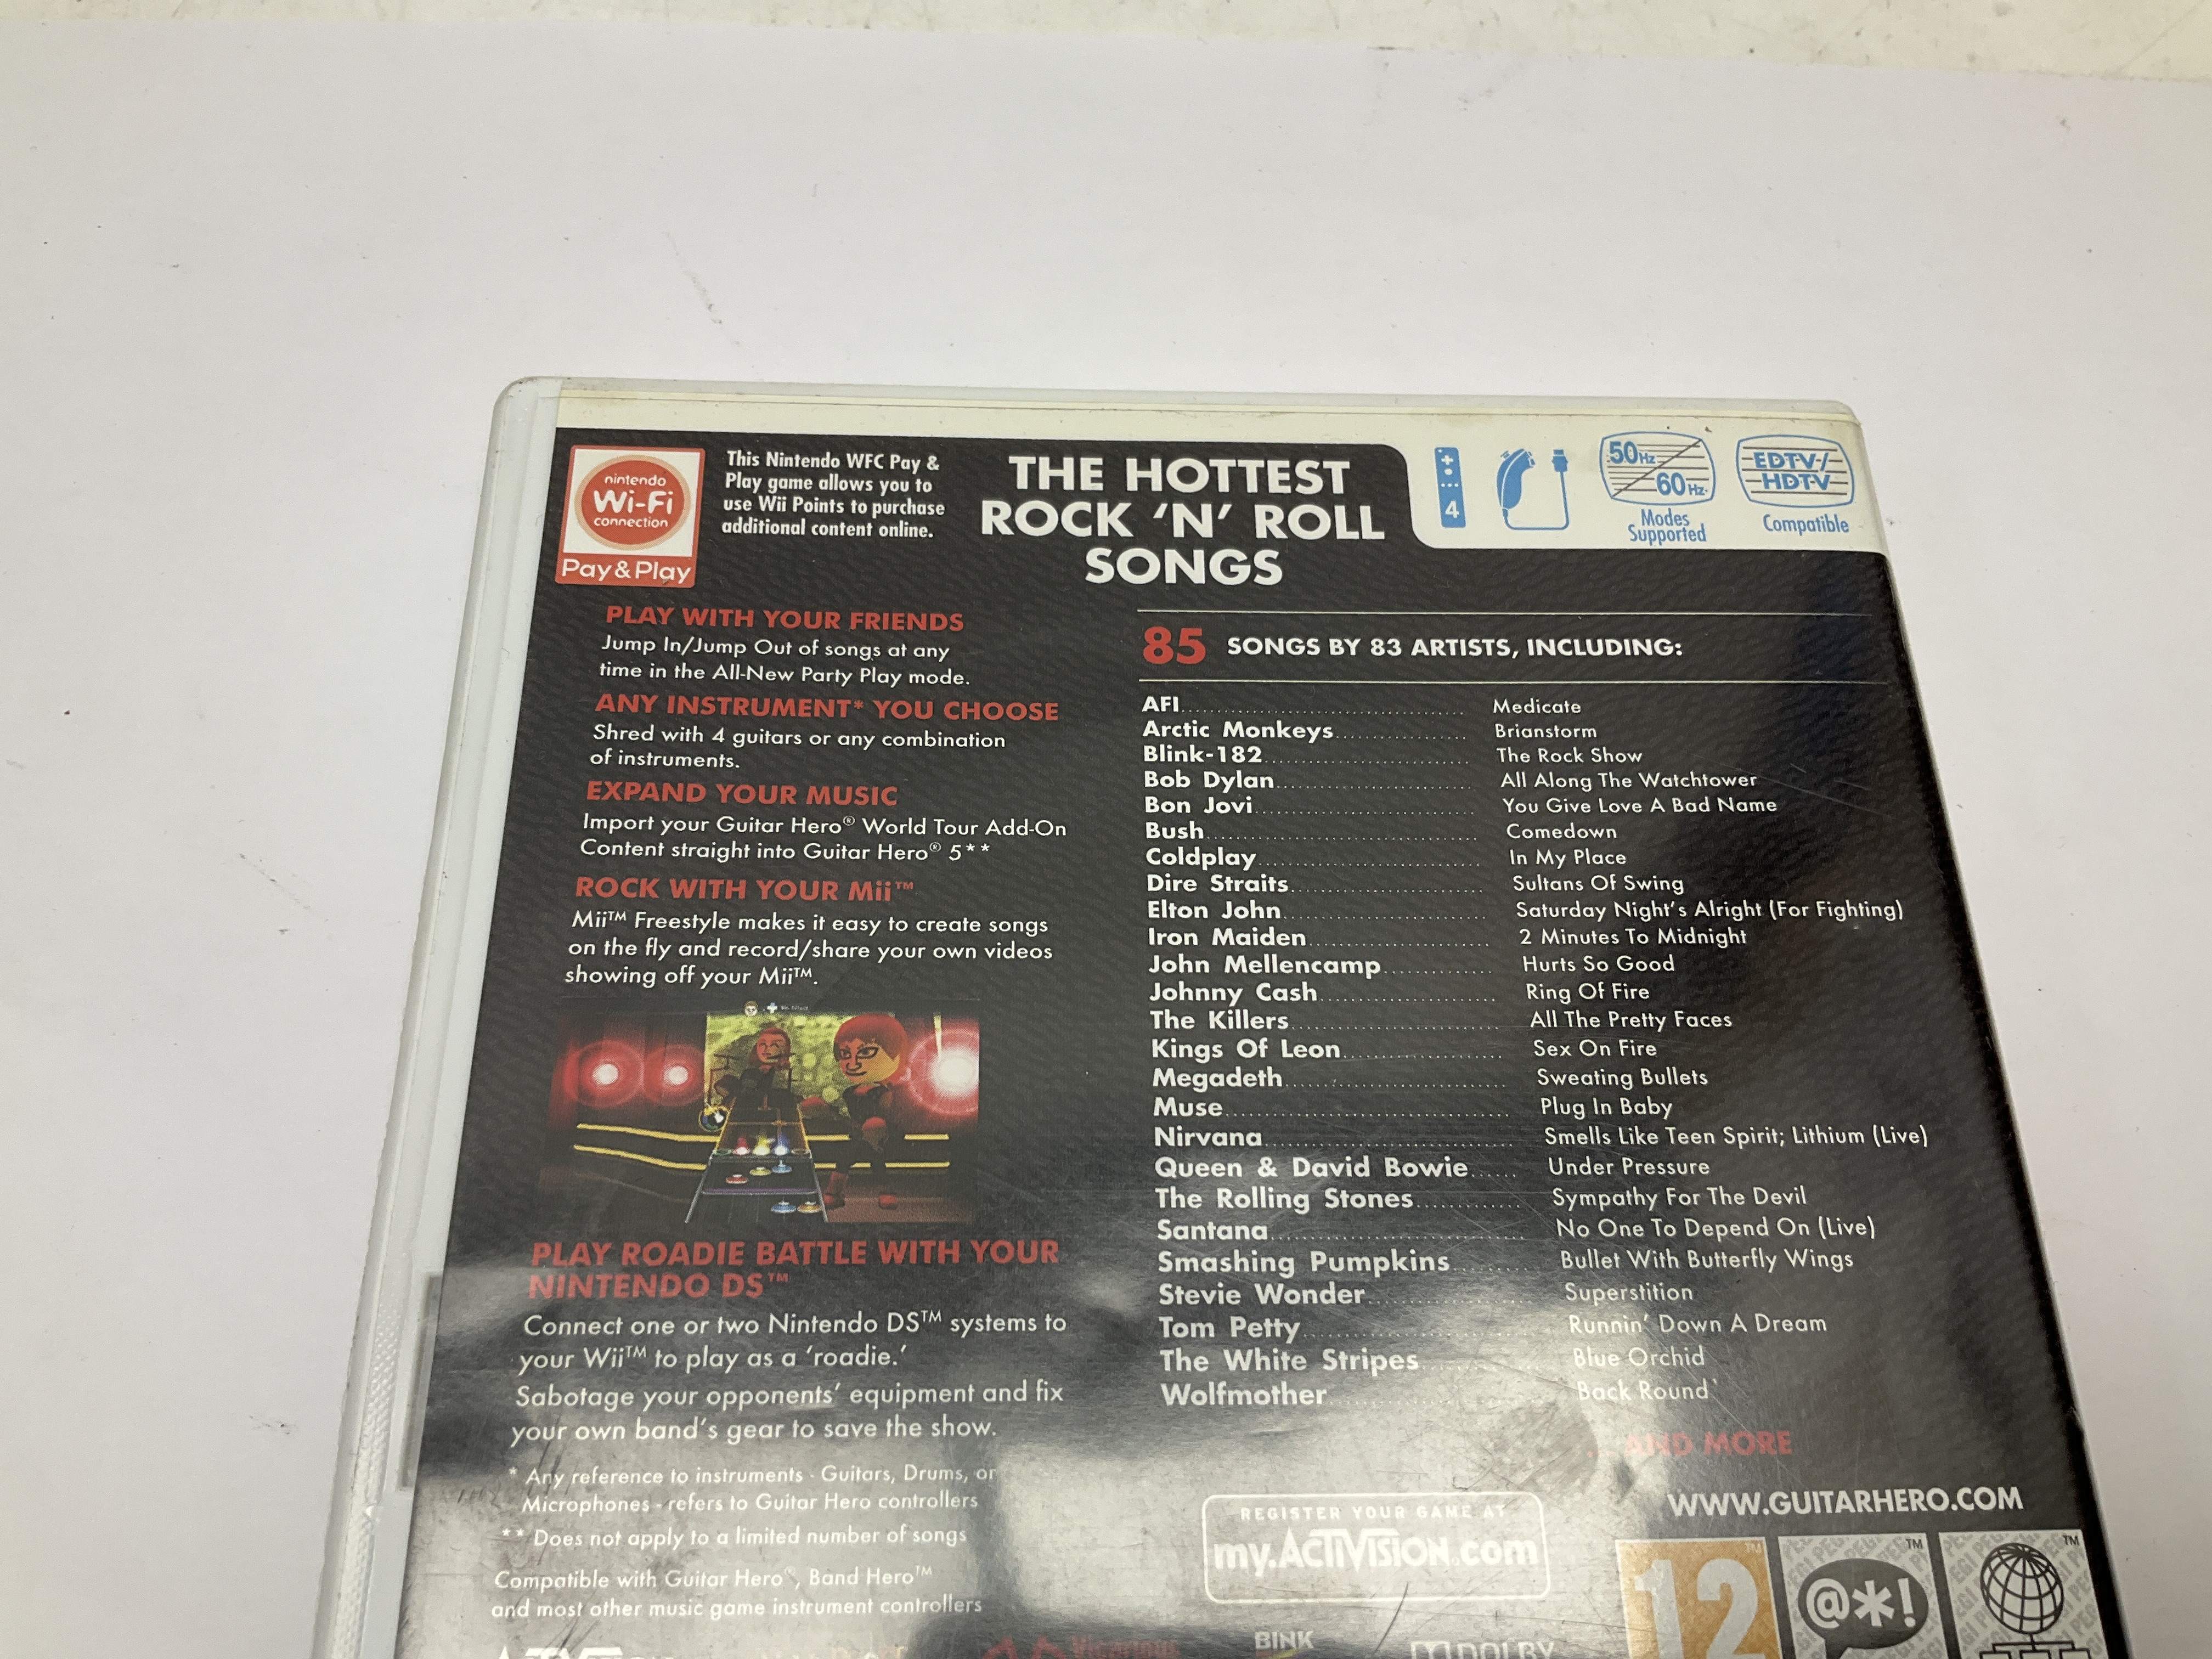 nintendo
Wi-Fi
connection
Pay & Play
This Nintendo WFC Pay &
Play game allows you to
use Wii Points to purchase
additional content online.
THE HOTTEST
ROCK 'N' ROLL
SONGS
4
50Hz
60Hz
Modes
Supported
EDTV/
HDTV
Compatible
PLAY WITH YOUR FRIENDS
Jump In/Jump Out of songs at any
time in the All-New Party Play mode.
ANY INSTRUMENT* YOU CHOOSE
Shred with 4 guitars or any combination
of instruments.
EXPAND YOUR MUSIC
Import your Guitar Hero® World Tour Add-On
Content straight into Guitar Hero® 5**
ROCK WITH YOUR Mii™
Mii™ Freestyle makes it easy to create songs
on the fly and record/share your own videos
showing off your Mii™.
PLAY ROADIE BATTLE WITH YOUR
NINTENDO DS™
Connect one or two Nintendo DS™ systems to
your Wii™ to play as a 'roadie.'
Sabotage your opponents' equipment and fix
your own band's gear to save the show.
* Any reference to instruments - Guitars, Drums, or
Microphones - refers to Guitar Hero controllers
** Does not apply to a limited number of songs
Compatible with Guitar Hero®, Band Hero™
and most other music game instrument controllers
85 SONGS BY 83 ARTISTS, INCLUDING:
AFI Medicate
Arctic Monkeys Brianstorm
Blink-182 The Rock Show
Bob Dylan All Along The Watchtower
Bon Jovi You Give Love A Bad Name
Bush Comedown
Coldplay In My Place
Dire Straits Sultans Of Swing
Elton John Saturday Night's Alright (For Fighting)
Iron Maiden 2 Minutes To Midnight
John Mellencamp Hurts So Good
Johnny Cash Ring Of Fire
The Killers All The Pretty Faces
Kings Of Leon Sex On Fire
Megadeth Sweating Bullets
Muse Plug In Baby
Nirvana Smells Like Teen Spirit; Lithium (Live)
Queen & David Bowie Under Pressure
The Rolling Stones Sympathy For The Devil
Santana No One To Depend On (Live)
Smashing Pumpkins Bullet With Butterfly Wings
Stevie Wonder Superstition
Tom Petty Runnin' Down A Dream
The White Stripes Blue Orchid
Wolfmother Back Round
AND MORE
REGISTER YOUR GAME AT
my.ACTIVISION.com
WWW.GUITARHERO.COM
12 ™
@*! ™
™
ACTIVISION
Vicarious
BINK
DOLBY